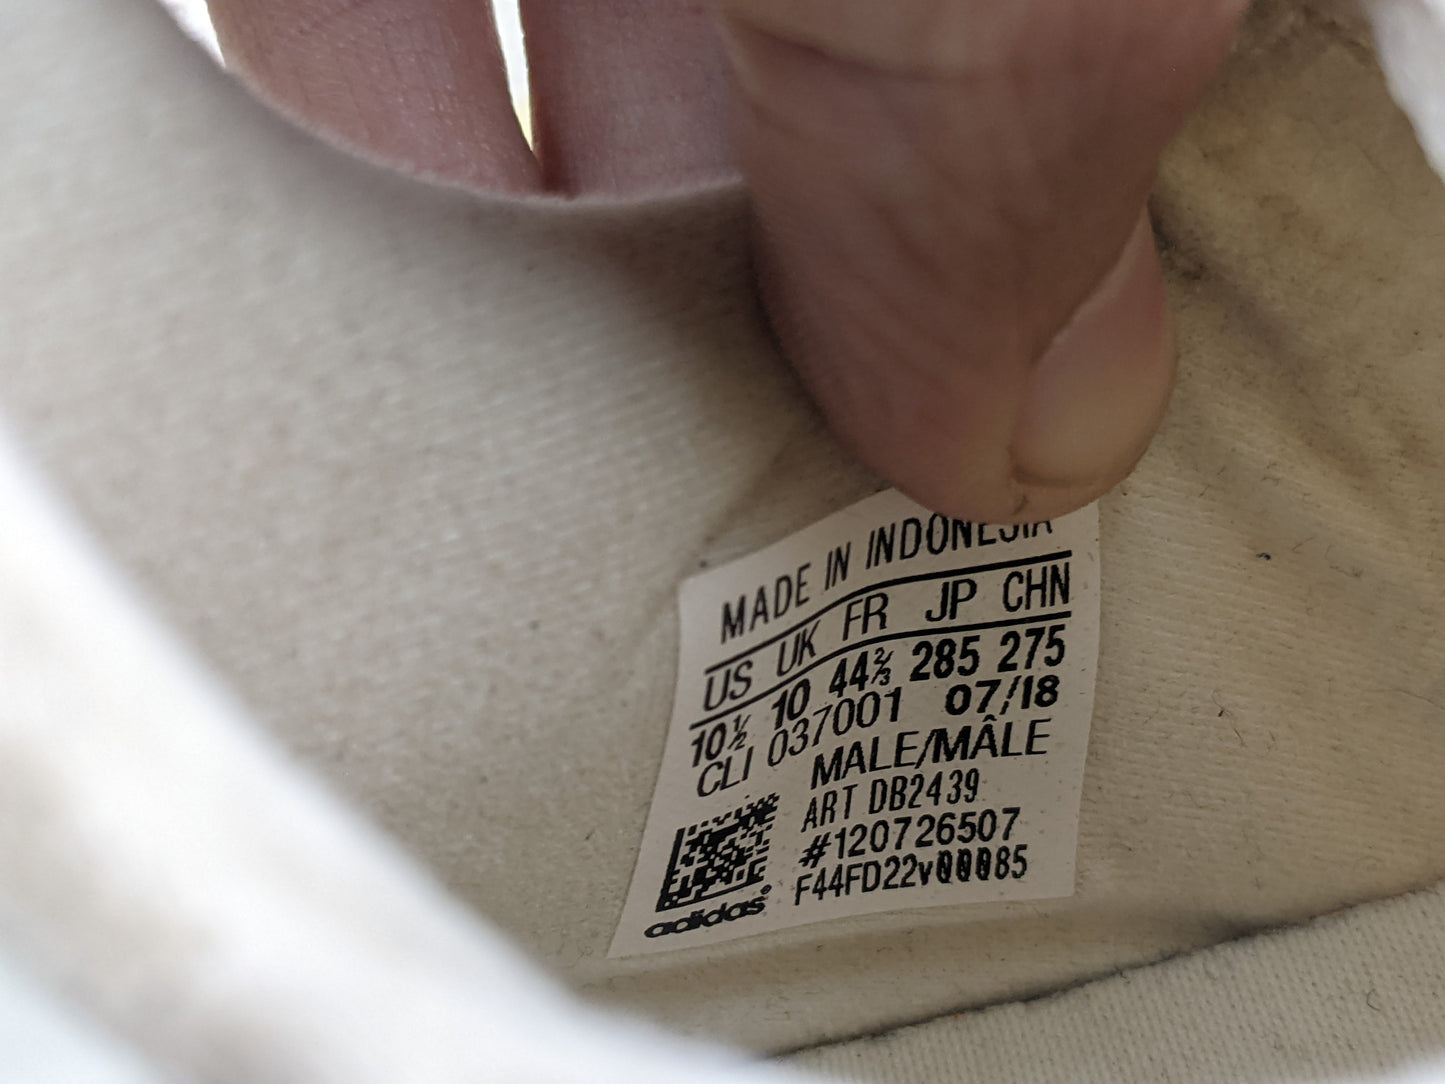 MADE IN INDONESIA
US UK FR JP CHN
10½ 10 44⅔ 285 275
CLI 037001 07/18
MALE/MÂLE
ART DB2439
#120726507
F44FD22v00085
adidas®